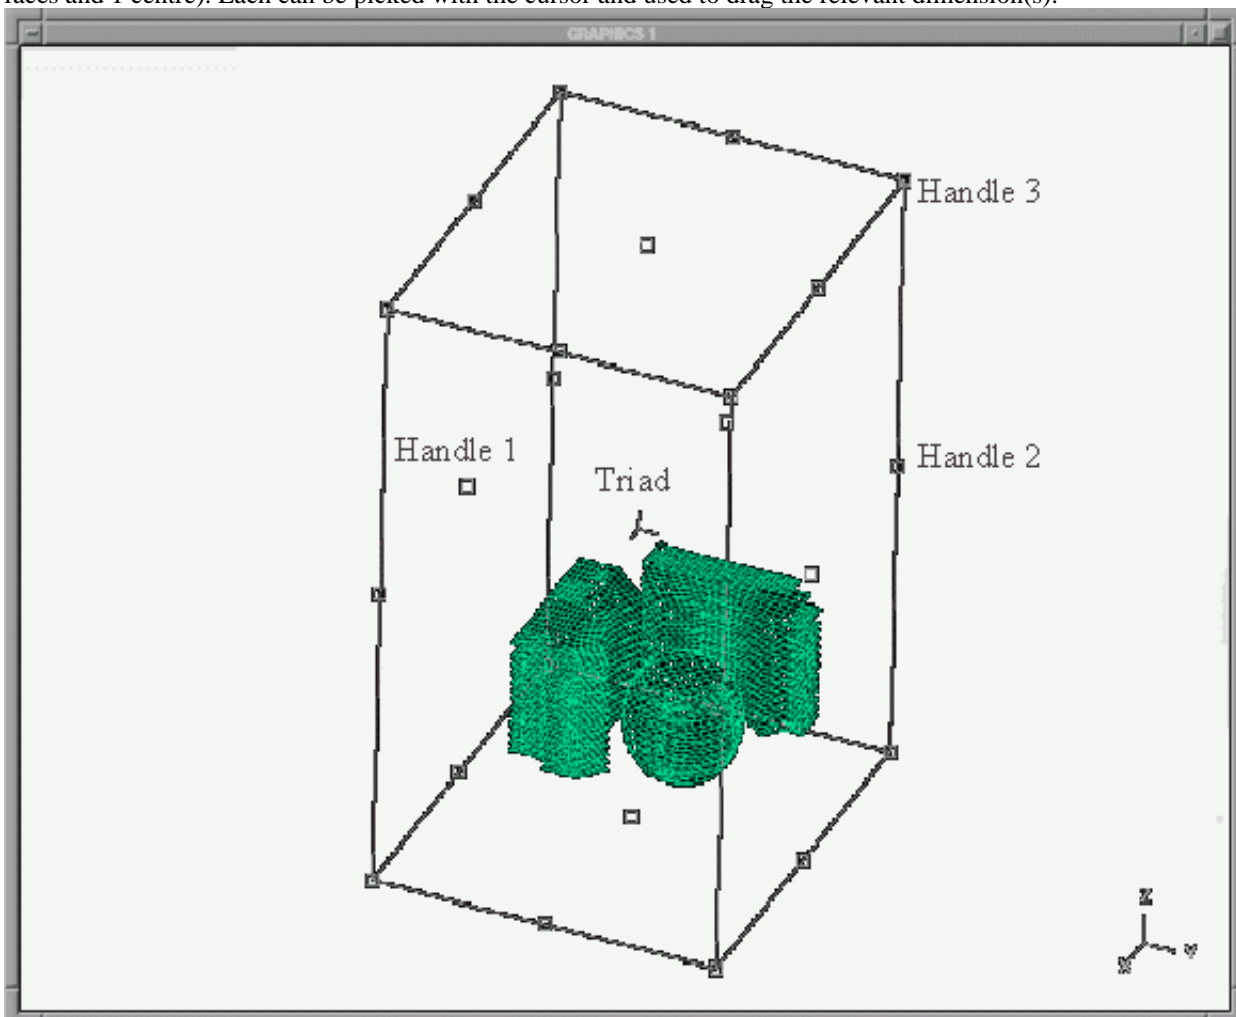 faces and 1 centre). Each can be picked with the cursor and used to drag the relevant dimension(s).
GRAPHICS 1
Handle 3
Handle 1
Handle 2
Triad
Z
X Y